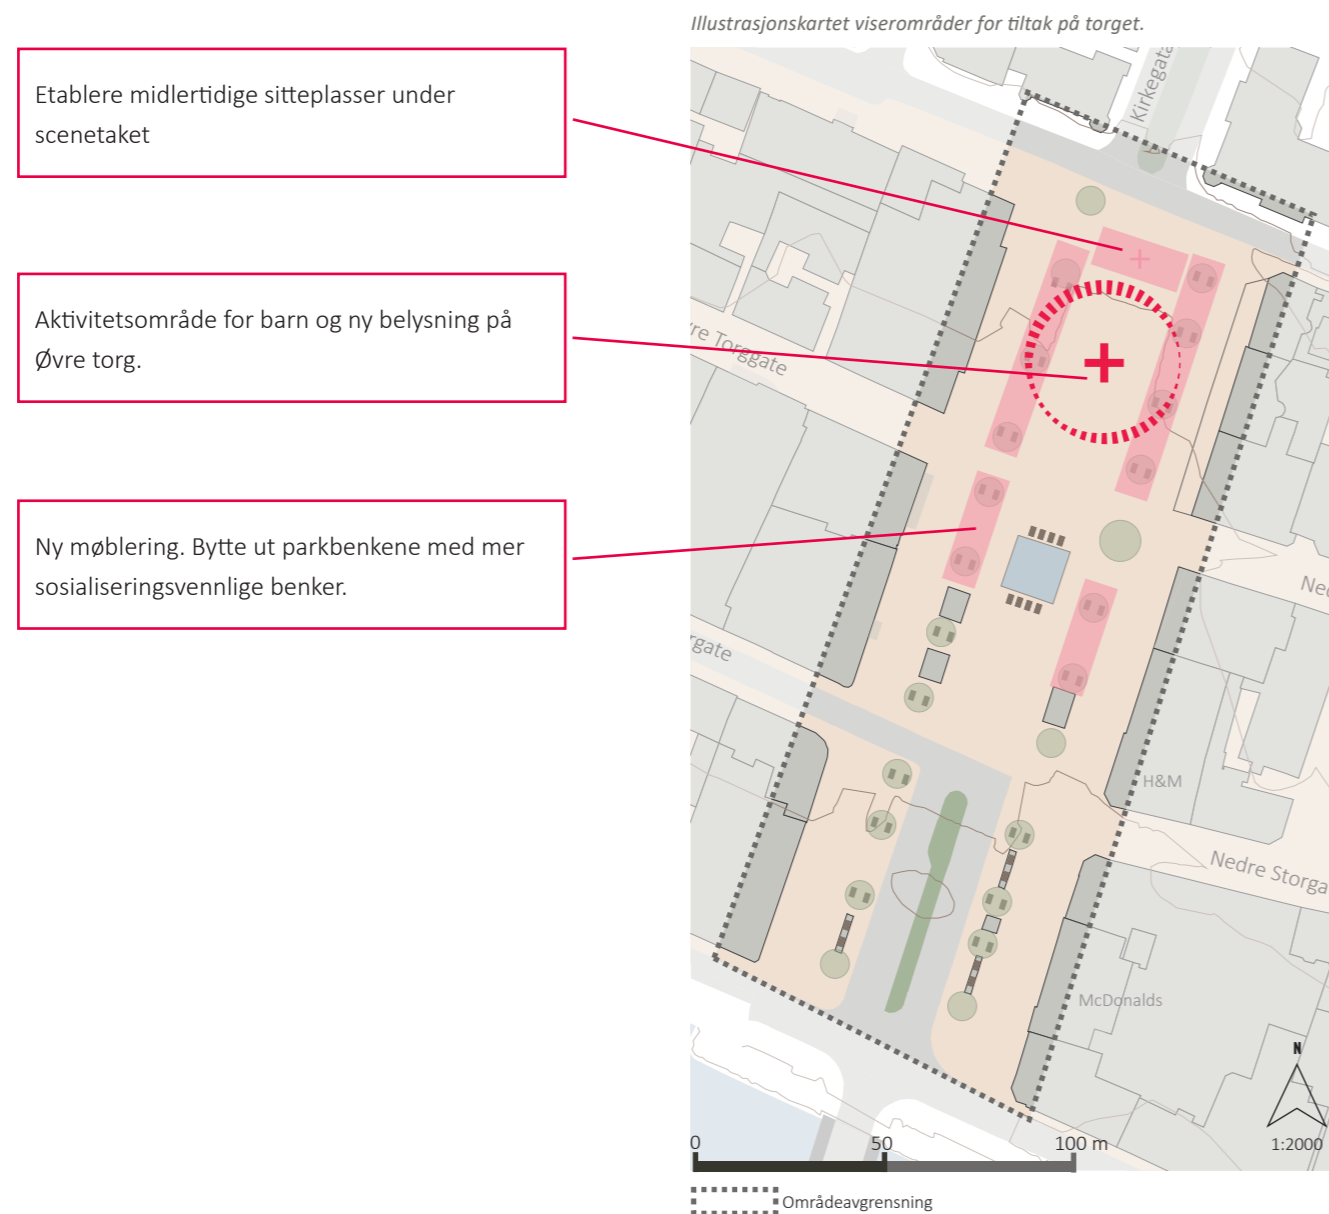 Illustrasjonskartet viserområder for tiltak på torget.
Etablere midlertidige sitteplasser under
scenetaket
Aktivitetsområde for barn og ny belysning på
Øvre torg.
Ny møblering. Bytte ut parkbenkene med mer
sosialiseringsvennlige benker.
Kirkegata
vre Torggate
rgate
Ned
H&M
Nedre Storga
McDonalds
N
1:2000
0 50 100 m
Områdeavgrensning